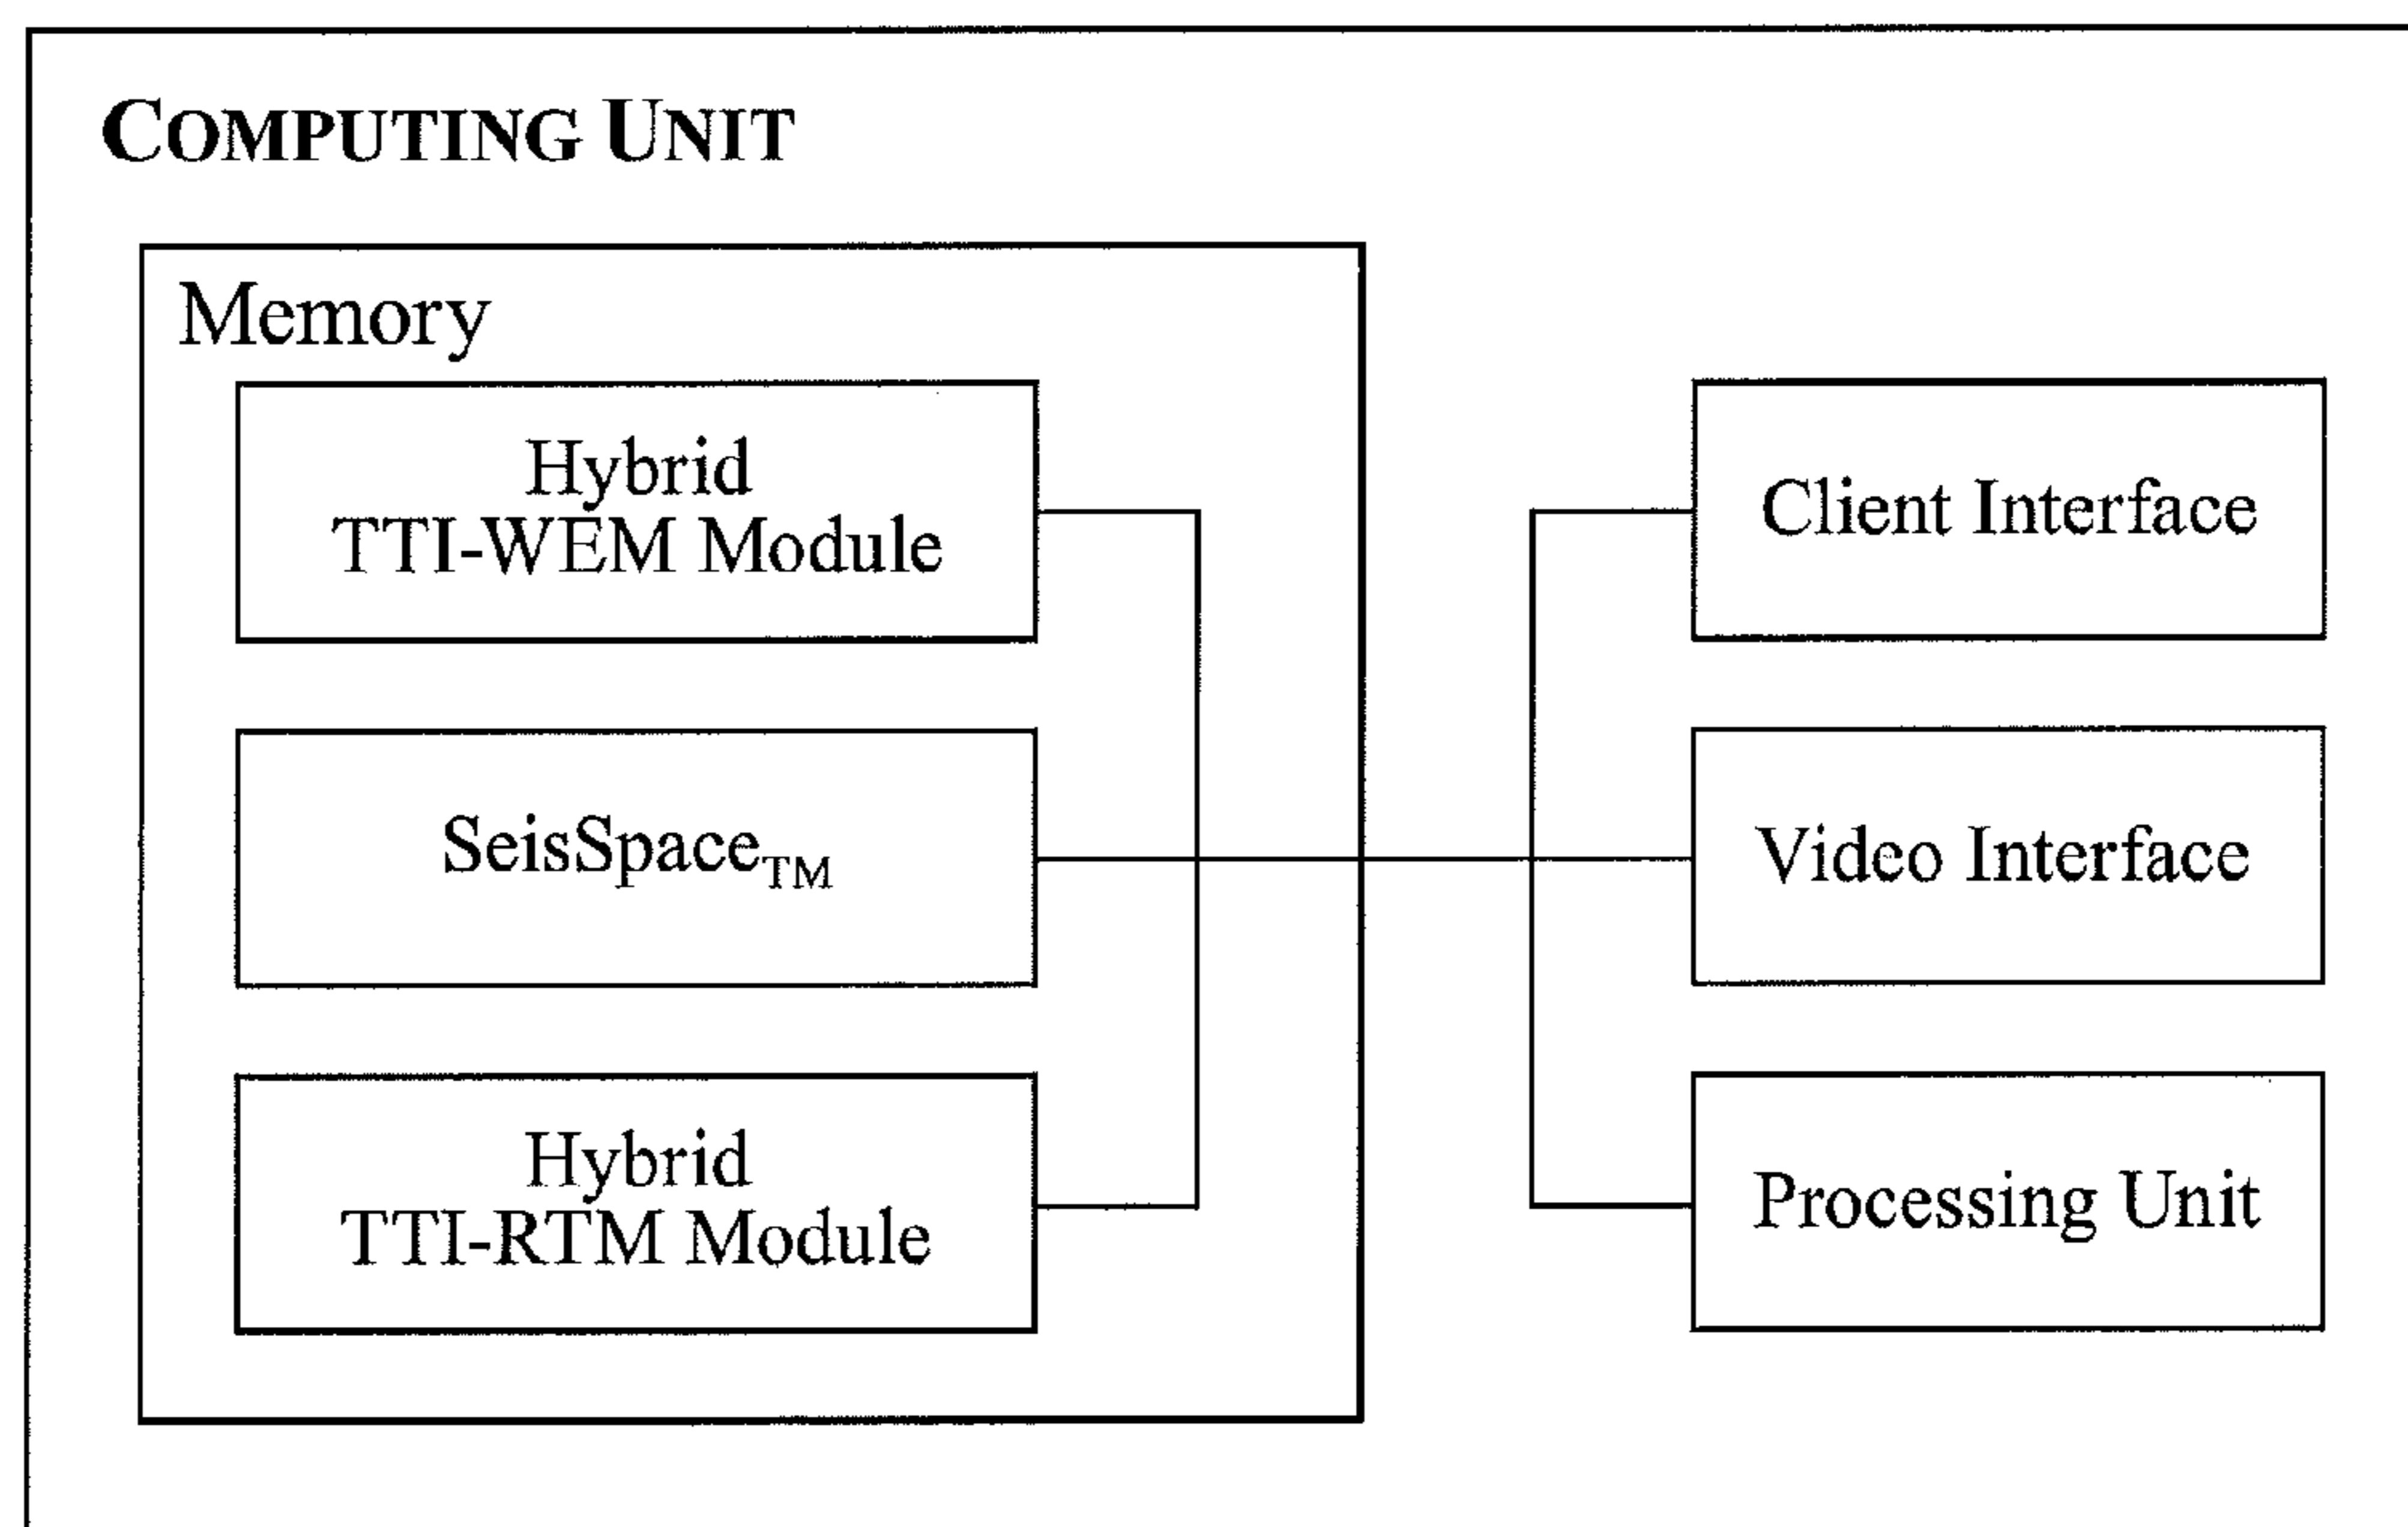 COMPUTING UNIT
Memory
Hybrid
TTI-WEM Module
SeisSpaceTM
Hybrid
TTI-RTM Module
Client Interface
Video Interface
Processing Unit